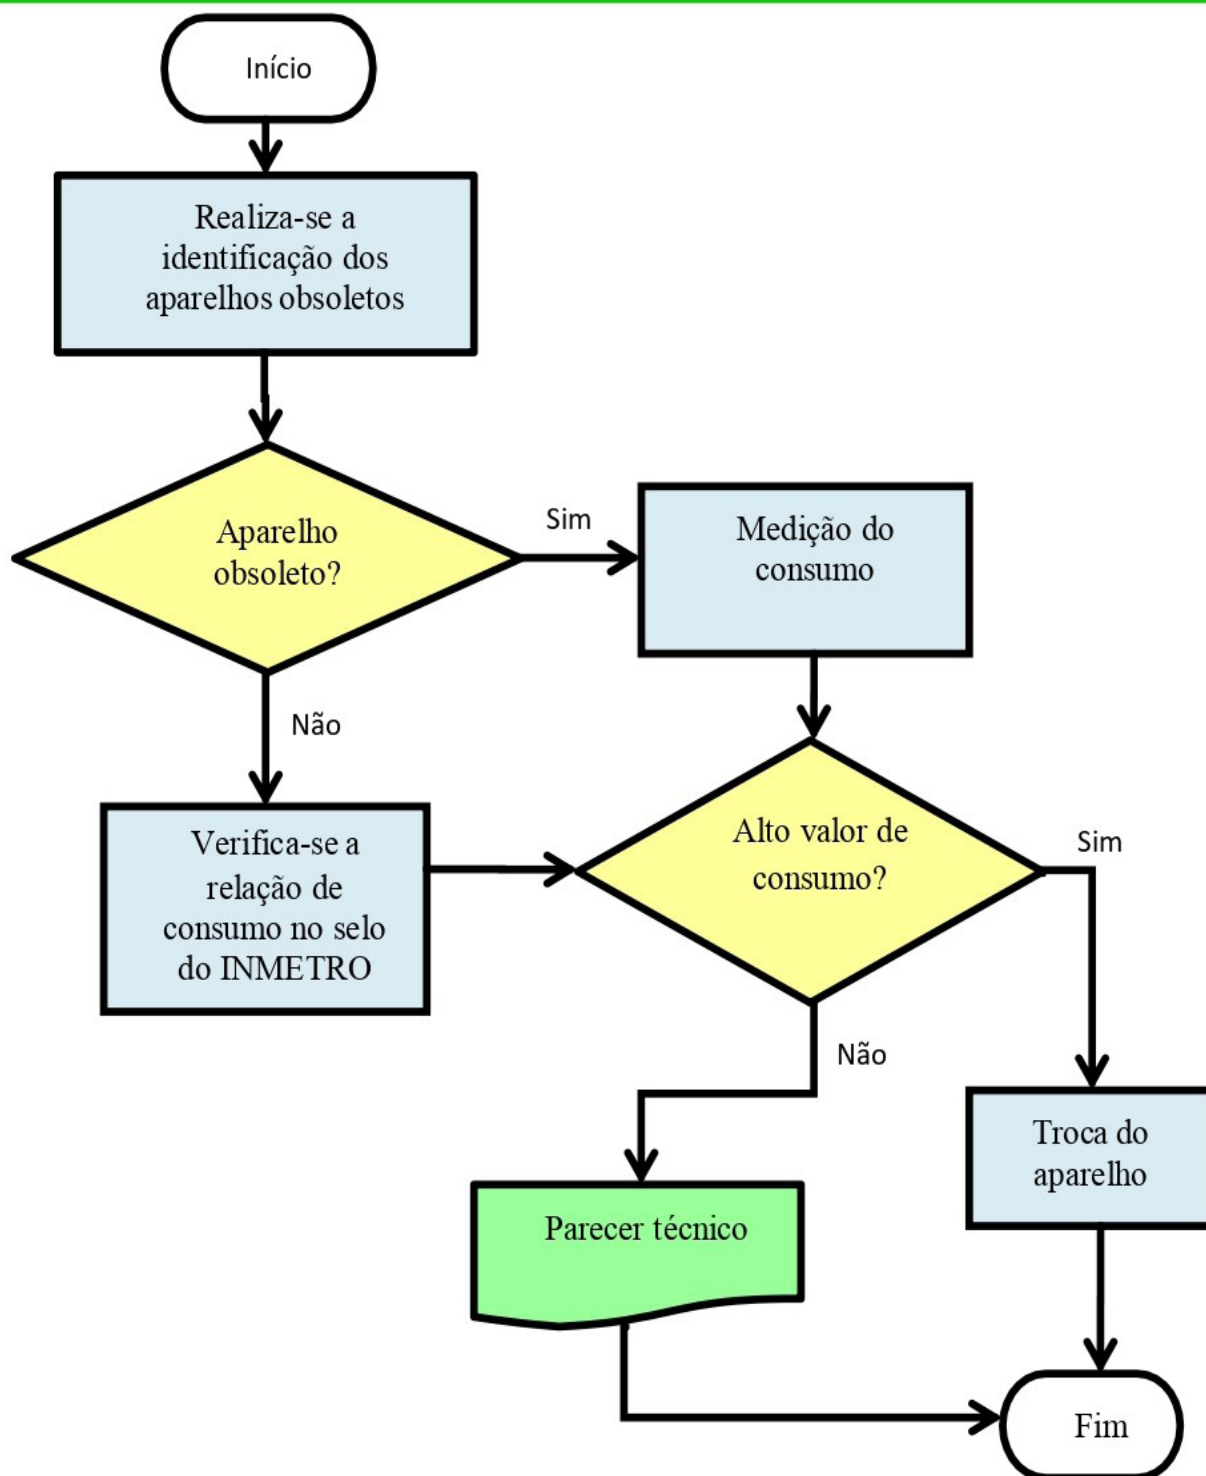 Início
Realiza-se a
identificação dos
aparelhos obsoletos
Aparelho
obsoleto?
Sim
Medição do
consumo
Não
Verifica-se a
relação de
consumo no selo
do INMETRO
Alto valor de
consumo?
Sim
Não
Troca do
aparelho
Parecer técnico
Fim